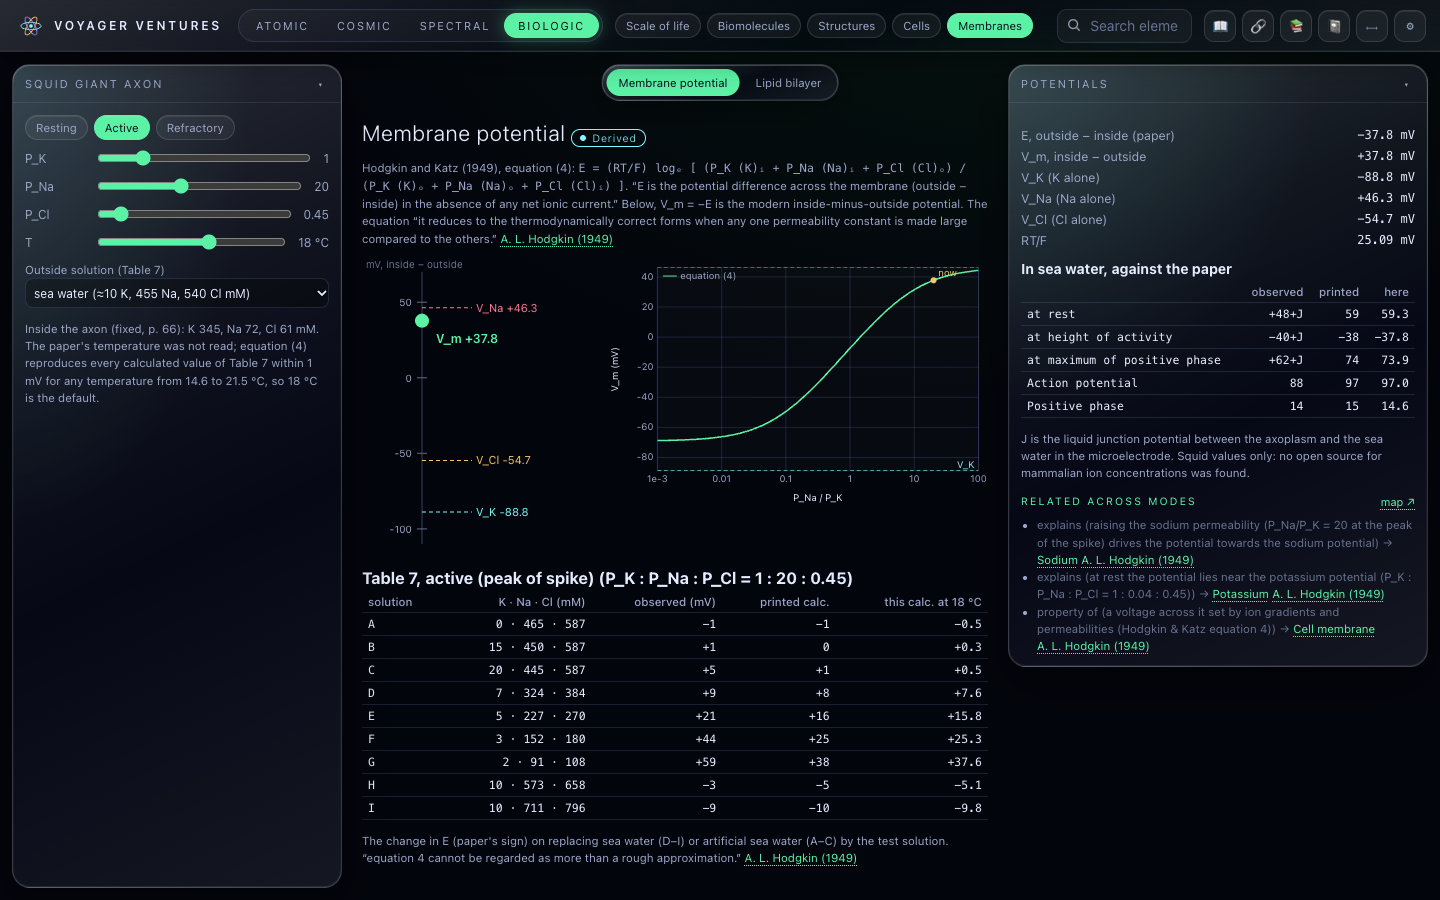 VOYAGER VENTURES
ATOMIC COSMIC SPECTRAL BIOLOGIC
Scale of life Biomolecules Structures Cells Membranes
Search eleme
SQUID GIANT AXON
Resting Active Refractory
P_K 1
P_Na 20
P_Cl 0.45
T 18 °C
Outside solution (Table 7)
sea water (≈10 K, 455 Na, 540 Cl mM)
Inside the axon (fixed, p. 66): K 345, Na 72, Cl 61 mM.
The paper's temperature was not read; equation (4)
reproduces every calculated value of Table 7 within 1
mV for any temperature from 14.6 to 21.5 °C, so 18 °C
is the default.
Membrane potential Lipid bilayer
Membrane potential Derived
Hodgkin and Katz (1949), equation (4): E = (RT/F) logₑ [ (P_K (K)ᵢ + P_Na (Na)ᵢ + P_Cl (Cl)ₒ) /
(P_K (K)ₒ + P_Na (Na)ₒ + P_Cl (Cl)ᵢ) ]. “E is the potential difference across the membrane (outside –
inside) in the absence of any net ionic current.” Below, V_m = −E is the modern inside-minus-outside potential. The
equation “it reduces to the thermodynamically correct forms when any one permeability constant is made large
compared to the others.” A. L. Hodgkin (1949)
mV, inside – outside
50
0
-50
-100
V_Na +46.3
V_m +37.8
V_Cl -54.7
V_K -88.8
equation (4)
now
V_K
V_m (mV)
40
20
0
-20
-40
-60
-80
1e-3 0.01 0.1 1 10 100
P_Na / P_K
Table 7, active (peak of spike) (P_K : P_Na : P_Cl = 1 : 20 : 0.45)
solution K · Na · Cl (mM) observed (mV) printed calc. this calc. at 18 °C
A 0 · 465 · 587 −1 −1 −0.5
B 15 · 450 · 587 +1 0 +0.3
C 20 · 445 · 587 +5 +1 +0.5
D 7 · 324 · 384 +9 +8 +7.6
E 5 · 227 · 270 +21 +16 +15.8
F 3 · 152 · 180 +44 +25 +25.3
G 2 · 91 · 108 +59 +38 +37.6
H 10 · 573 · 658 −3 −5 −5.1
I 10 · 711 · 796 −9 −10 −9.8
The change in E (paper's sign) on replacing sea water (D–I) or artificial sea water (A–C) by the test solution.
“equation 4 cannot be regarded as more than a rough approximation.” A. L. Hodgkin (1949)
POTENTIALS
E, outside – inside (paper) −37.8 mV
V_m, inside – outside +37.8 mV
V_K (K alone) −88.8 mV
V_Na (Na alone) +46.3 mV
V_Cl (Cl alone) −54.7 mV
RT/F 25.09 mV
In sea water, against the paper
observed printed here
at rest +48+J 59 59.3
at height of activity −40+J −38 −37.8
at maximum of positive phase +62+J 74 73.9
Action potential 88 97 97.0
Positive phase 14 15 14.6
J is the liquid junction potential between the axoplasm and the sea
water in the microelectrode. Squid values only: no open source for
mammalian ion concentrations was found.
RELATED ACROSS MODES map ↗
• explains (raising the sodium permeability (P_Na/P_K = 20 at the peak
of the spike) drives the potential towards the sodium potential) →
Sodium A. L. Hodgkin (1949)
• explains (at rest the potential lies near the potassium potential (P_K :
P_Na : P_Cl = 1 : 0.04 : 0.45)) → Potassium A. L. Hodgkin (1949)
• property of (a voltage across it set by ion gradients and
permeabilities (Hodgkin & Katz equation 4)) → Cell membrane
A. L. Hodgkin (1949)